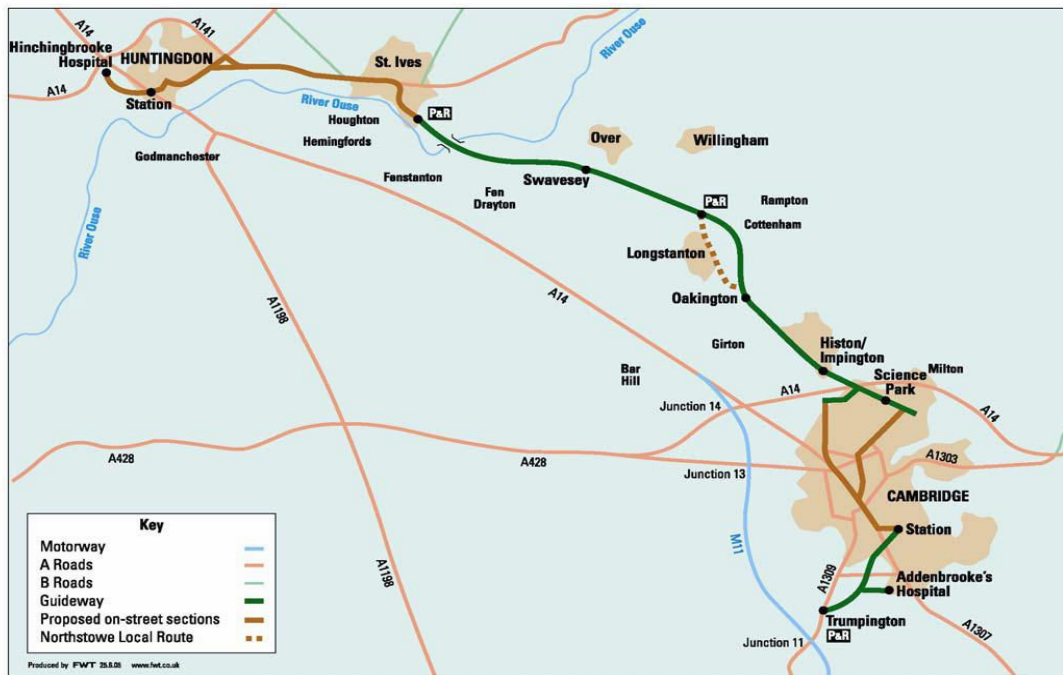 A14
A141
Hinchingbrooke
Hospital
HUNTINGDON
St. Ives
River Ouse
A14
Station
River Ouse
P&R
Houghton
Hemingfords
Over
Willingham
Godmanchester
Fenstanton
Swavesey
Fen
Drayton
P&R
Rampton
Cottenham
River Ouse
Longstanton
A14
Oakington
A1198
Girton
Histon/
Impington
Bar
Hill
Science
Park
Milton
A14
Junction 14
A14
A428
A428
Junction 13
A1303
CAMBRIDGE
Key
Motorway
A Roads
B Roads
Guideway
Proposed on-street sections
Northstowe Local Route
Station
M11
A1198
A1309
Addenbrooke's
Hospital
Trumpington
P&R
Junction 11
A1307
Produced by FWT 25.6.08 www.fwt.co.uk